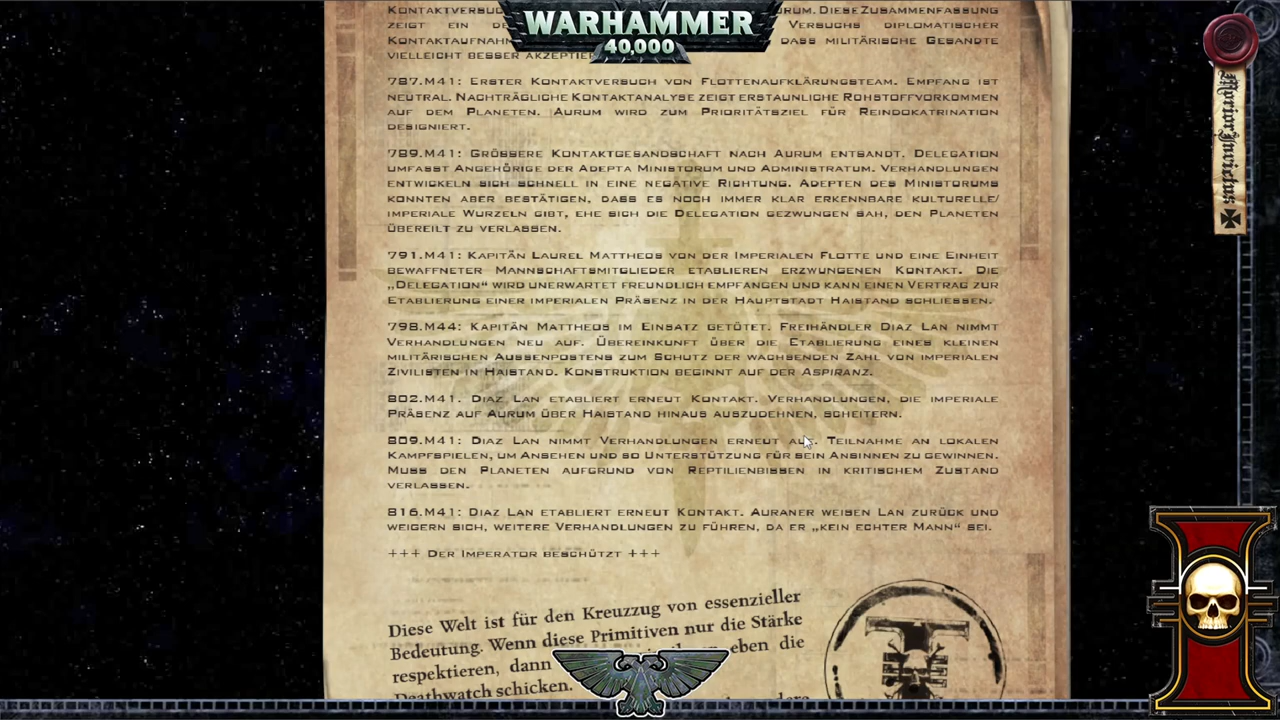 WARHAMMER
40,000
Kontaktversuc
urum. Diese Zusammenfassung
zeigt ein de
Versuchs diplomatischer
Kontaktaufnahm
dass militärische Gesandte
vielleicht besser akzeptier
787.M41: Erster Kontaktversuch von Flottenaufklärungsteam. Empfang ist
neutral. Nachträgliche Kontaktanalyse zeigt erstaunliche Rohstoffvorkommen
auf dem Planeten. Aurum wird zum Prioritätsziel für Reindokatrination
designiert.
789.M41: Grössere Kontaktgesandschaft nach Aurum entsandt. Delegation
umfasst Angehörige der Adepta Ministorum und Administratum. Verhandlungen
entwickeln sich schnell in eine negative Richtung. Adepten des Ministorums
konnten aber bestätigen, dass es noch immer klar erkennbare kulturelle/
imperiale Wurzeln gibt, ehe sich die Delegation gezwungen sah, den Planeten
übereilt zu verlassen.
791.M41: Kapitän Laurel Mattheos von der Imperialen Flotte und eine Einheit
bewaffneter Mannschaftsmitglieder etablieren erzwungenen Kontakt. Die
„Delegation“ wird unerwartet freundlich empfangen und kann einen Vertrag zur
Etablierung einer imperialen Präsenz in der Hauptstadt Haistand schliessen.
798.M44: Kapitän Mattheos im Einsatz getötet. Freihändler Diaz Lan nimmt
Verhandlungen neu auf. Übereinkunft über die Etablierung eines kleinen
militärischen Aussenpostens zum Schutz der wachsenden Zahl von imperialen
Zivilisten in Haistand. Konstruktion beginnt auf der Aspiranz.
802.M41. Diaz Lan etabliert erneut Kontakt. Verhandlungen, die imperiale
Präsenz auf Aurum über Haistand hinaus auszudehnen, scheitern.
809.M41: Diaz Lan nimmt Verhandlungen erneut auf. Teilnahme an lokalen
Kampfspielen, um Ansehen und so Unterstützung für sein Ansinnen zu gewinnen.
Muss den Planeten aufgrund von Reptilienbissen in kritischem Zustand
verlassen.
816.M41: Diaz Lan etabliert erneut Kontakt. Auraner weisen Lan zurück und
weigern sich, weitere Verhandlungen zu führen, da er „kein echter Mann“ sei.
+++ Der Imperator beschützt +++
Diese Welt ist für den Kreuzzug von essenzieller
Bedeutung. Wenn diese Primitiven nur die Stärke
respektieren, dann eben die
Deathwatch schicken.
Morior Invictus